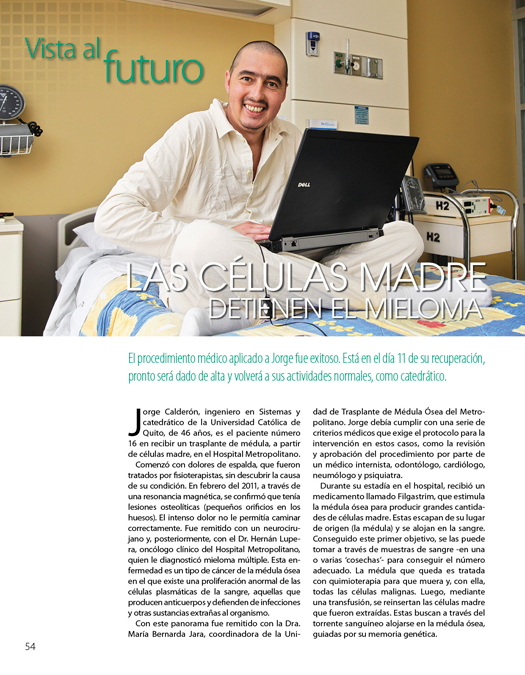 Vista al
futuro
DELL
H2
H2
LAS CÉLULAS MADRE
DETIENEN EL MIELOMA
El procedimiento médico aplicado a Jorge fue exitoso. Está en el día 11 de su recuperación,
pronto será dado de alta y volverá a sus actividades normales, como catedrático.
Jorge Calderón, ingeniero en Sistemas y
catedrático de la Universidad Católica de
Quito, de 46 años, es el paciente número
16 en recibir un trasplante de médula, a partir
de células madre, en el Hospital Metropolitano.
Comenzó con dolores de espalda, que fueron
tratados por fisioterapistas, sin descubrir la causa
de su condición. En febrero del 2011, a través de
una resonancia magnética, se confirmó que tenía
lesiones osteolíticas (pequeños orificios en los
huesos). El intenso dolor no le permitía caminar
correctamente. Fue remitido con un neurociru-
jano y, posteriormente, con el Dr. Hernán Lupe-
ra, oncólogo clínico del Hospital Metropolitano,
quien le diagnosticó mieloma múltiple. Esta en-
fermedad es un tipo de cáncer de la médula ósea
en el que existe una proliferación anormal de las
células plasmáticas de la sangre, aquellas que
producen anticuerpos y defienden de infecciones
y otras sustancias extrañas al organismo.
Con este panorama fue remitido con la Dra.
María Bernarda Jara, coordinadora de la Uni-
dad de Trasplante de Médula Ósea del Metro-
politano. Jorge debía cumplir con una serie de
criterios médicos que exige el protocolo para la
intervención en estos casos, como la revisión
y aprobación del procedimiento por parte de
un médico internista, odontólogo, cardiólogo,
neumólogo y psiquiatra.
Durante su estadía en el hospital, recibió un
medicamento llamado Filgastrim, que estimula
la médula ósea para producir grandes cantida-
des de células madre. Estas escapan de su lugar
de origen (la médula) y se alojan en la sangre.
Conseguido este primer objetivo, se las puede
tomar a través de muestras de sangre -en una
o varias ‘cosechas’- para conseguir el número
adecuado. La médula que queda es tratada
con quimioterapia para que muera y, con ella,
todas las células malignas. Luego, mediante
una transfusión, se reinsertan las células madre
que fueron extraídas. Estas buscan a través del
torrente sanguíneo alojarse en la médula ósea,
guiadas por su memoria genética.
54